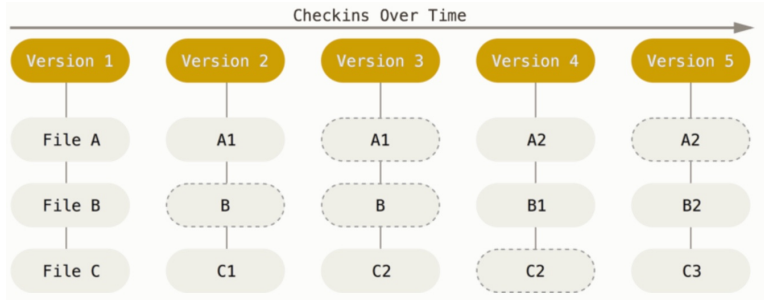 Checkins Over Time
Version 1 Version 2 Version 3 Version 4 Version 5
File A A1 A1 A2 A2
File B B B B1 B2
File C C1 C2 C2 C3